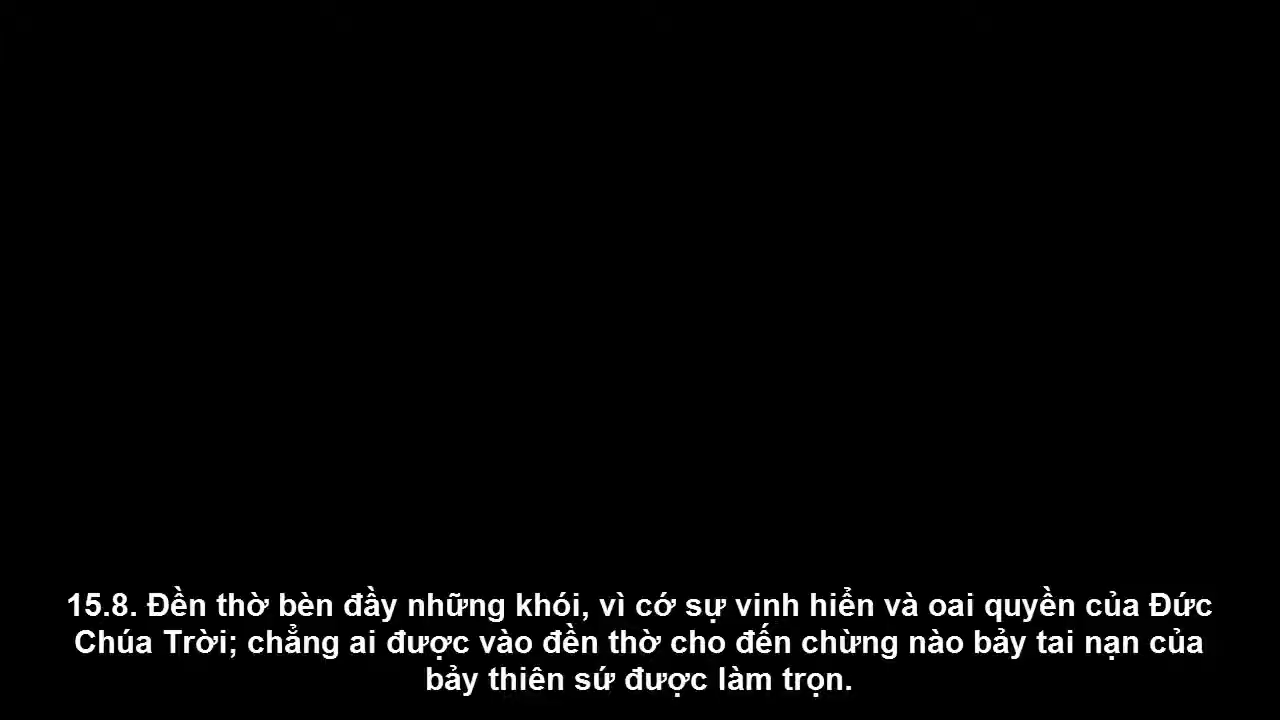 15.8. Đền thờ bèn đầy những khói, vì cớ sự vinh hiển và oai quyền của Đức
Chúa Trời; chẳng ai được vào đền thờ cho đến chừng nào bảy tai nạn của
bảy thiên sứ được làm trọn.